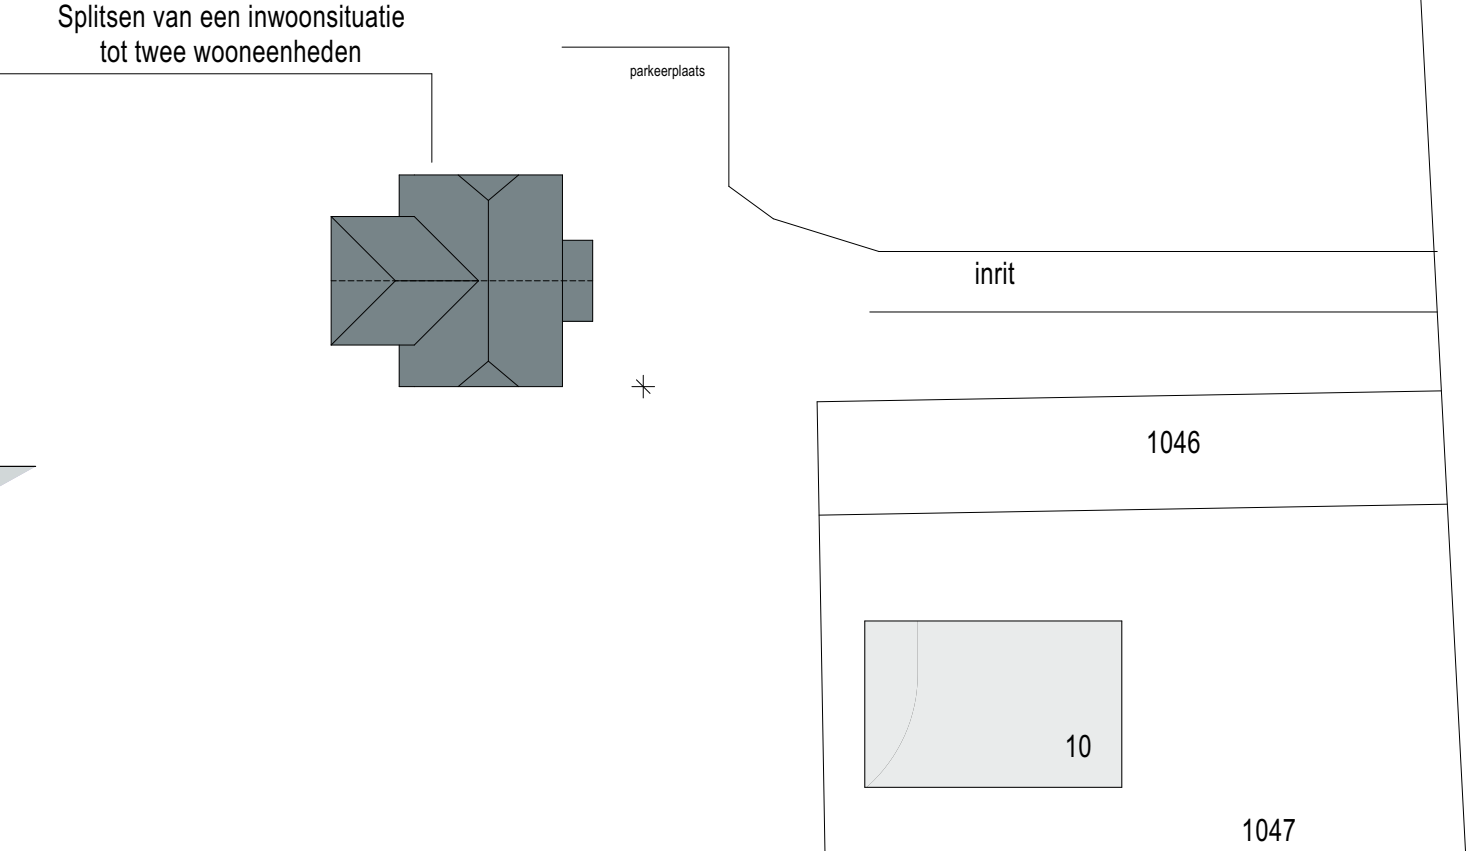 Splitsen van een inwoonsituatie
tot twee wooneenheden
parkeerplaats
inrit
1046
10
1047